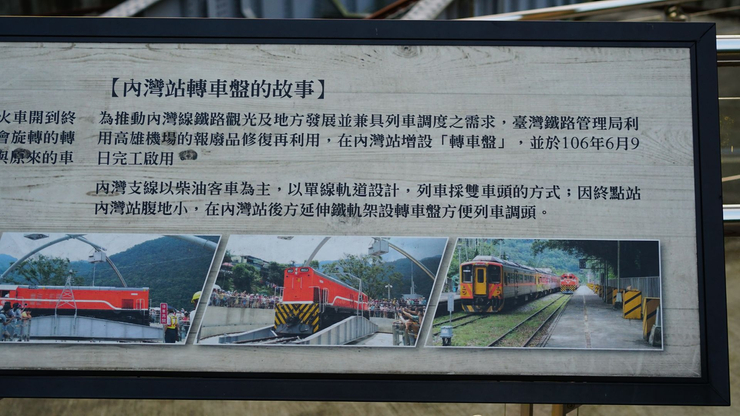 【內灣站轉車盤的故事】
火車開到終
會旋轉的轉
與原來的車
為推動內灣線鐵路觀光及地方發展並兼具列車調度之需求，臺灣鐵路管理局利
用高雄機場的報廢品修復再利用，在內灣站增設「轉車盤」，並於106年6月9
日完工啟用。
內灣支線以柴油客車為主，以單線軌道設計，列車採雙車頭的方式；因終點站
內灣站腹地小，在內灣站後方延伸鐵軌架設轉車盤方便列車調頭。